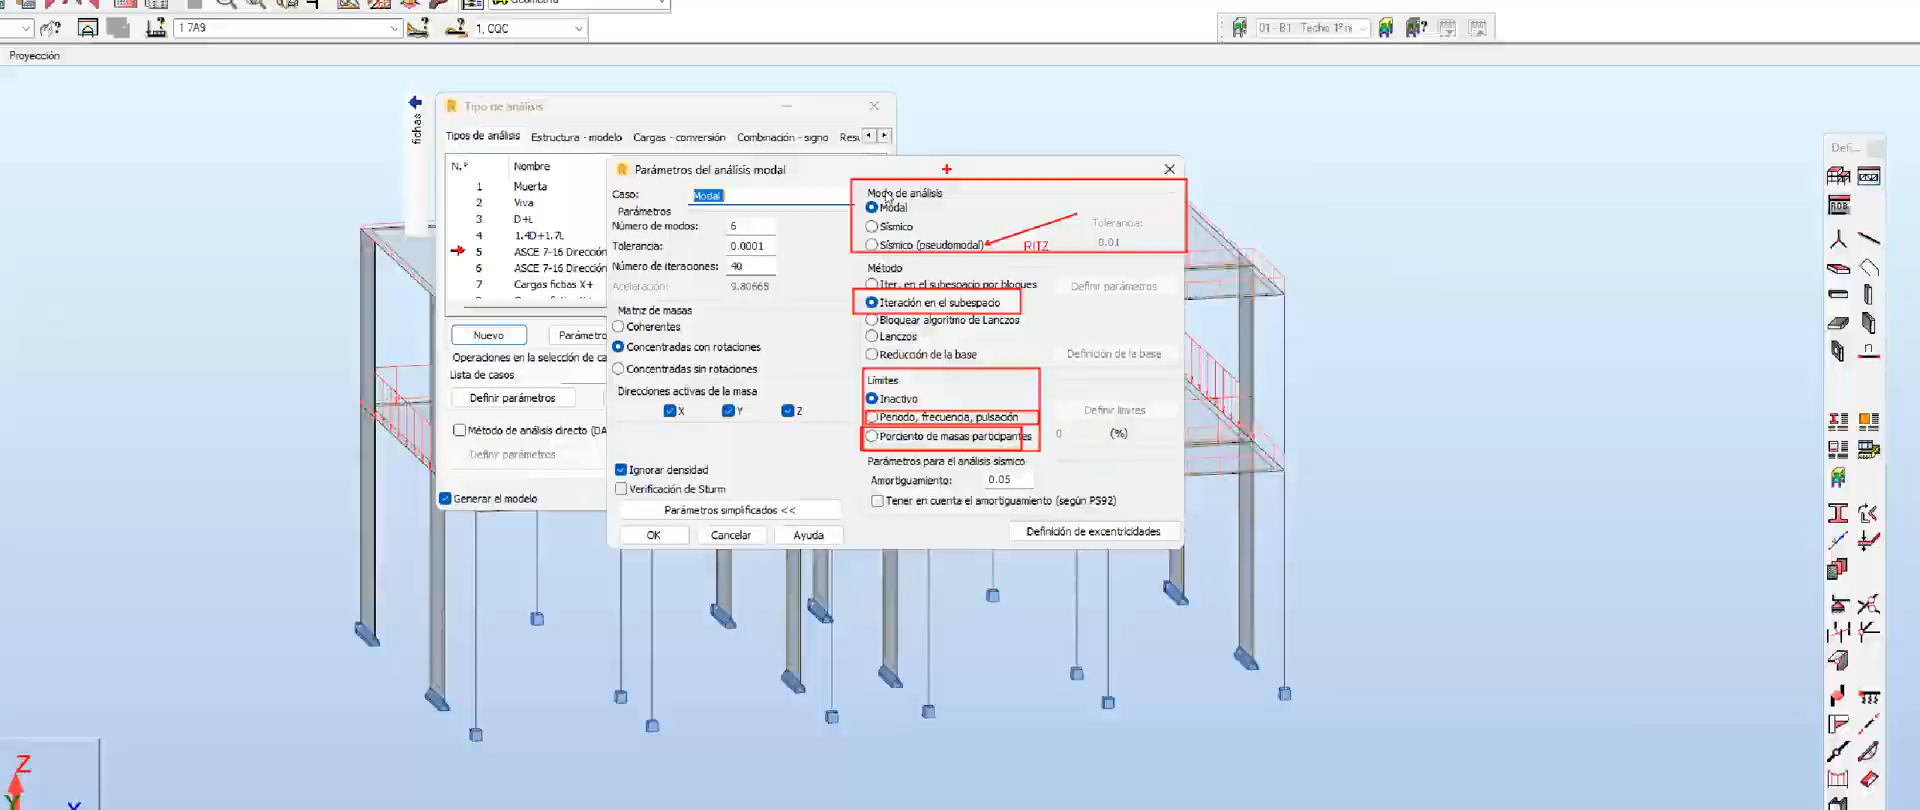 Geometría
1 7A9
1. CQC
01 - B1 Techo 1º n
Proyección
fichas
Tipo de análisis
Tipos de análisis
Estructura - modelo
Cargas - conversión
Combinación - signo
Resu
N.º
Nombre
1 Muerta
2 Viva
3 D+L
4 1.4D+1.7L
5 ASCE 7-16 Dirección
6 ASCE 7-16 Dirección
7 Cargas fictias X+
Nuevo
Parámetro
Operaciones en la selección de ca
Lista de casos
Definir parámetros
Método de análisis directo (DA
Definir parámetros
Generar el modelo
Parámetros del análisis modal
Caso:
Modal
Parámetros
Número de modos: 6
Tolerancia: 0.0001
Número de iteraciones: 40
Aceleración: 9.80665
Matriz de masas
Coherentes
Concentradas con rotaciones
Concentradas sin rotaciones
Direcciones activas de la masa
X
Y
Z
Ignorar densidad
Verificación de Sturm
Parámetros simplificados <<
OK
Cancelar
Ayuda
Modo de análisis
Modal
Sísmico
Sísmico (pseudomodal)
RITZ
Tolerancia:
0.01
Método
Iter. en el subespacio por bloques
Definir parámetros
Iteración en el subespacio
Bloquear algoritmo de Lanczos
Lanczos
Reducción de la base
Definición de la base
Límites
Inactivo
Periodo, frecuencia, pulsación
Definir límites
Porciento de masas participantes
0
(%)
Parámetros para el análisis sísmico
Amortiguamiento: 0.05
Tener en cuenta el amortiguamiento (según PS92)
Definición de excentricidades
Defi...
Z
Y
X